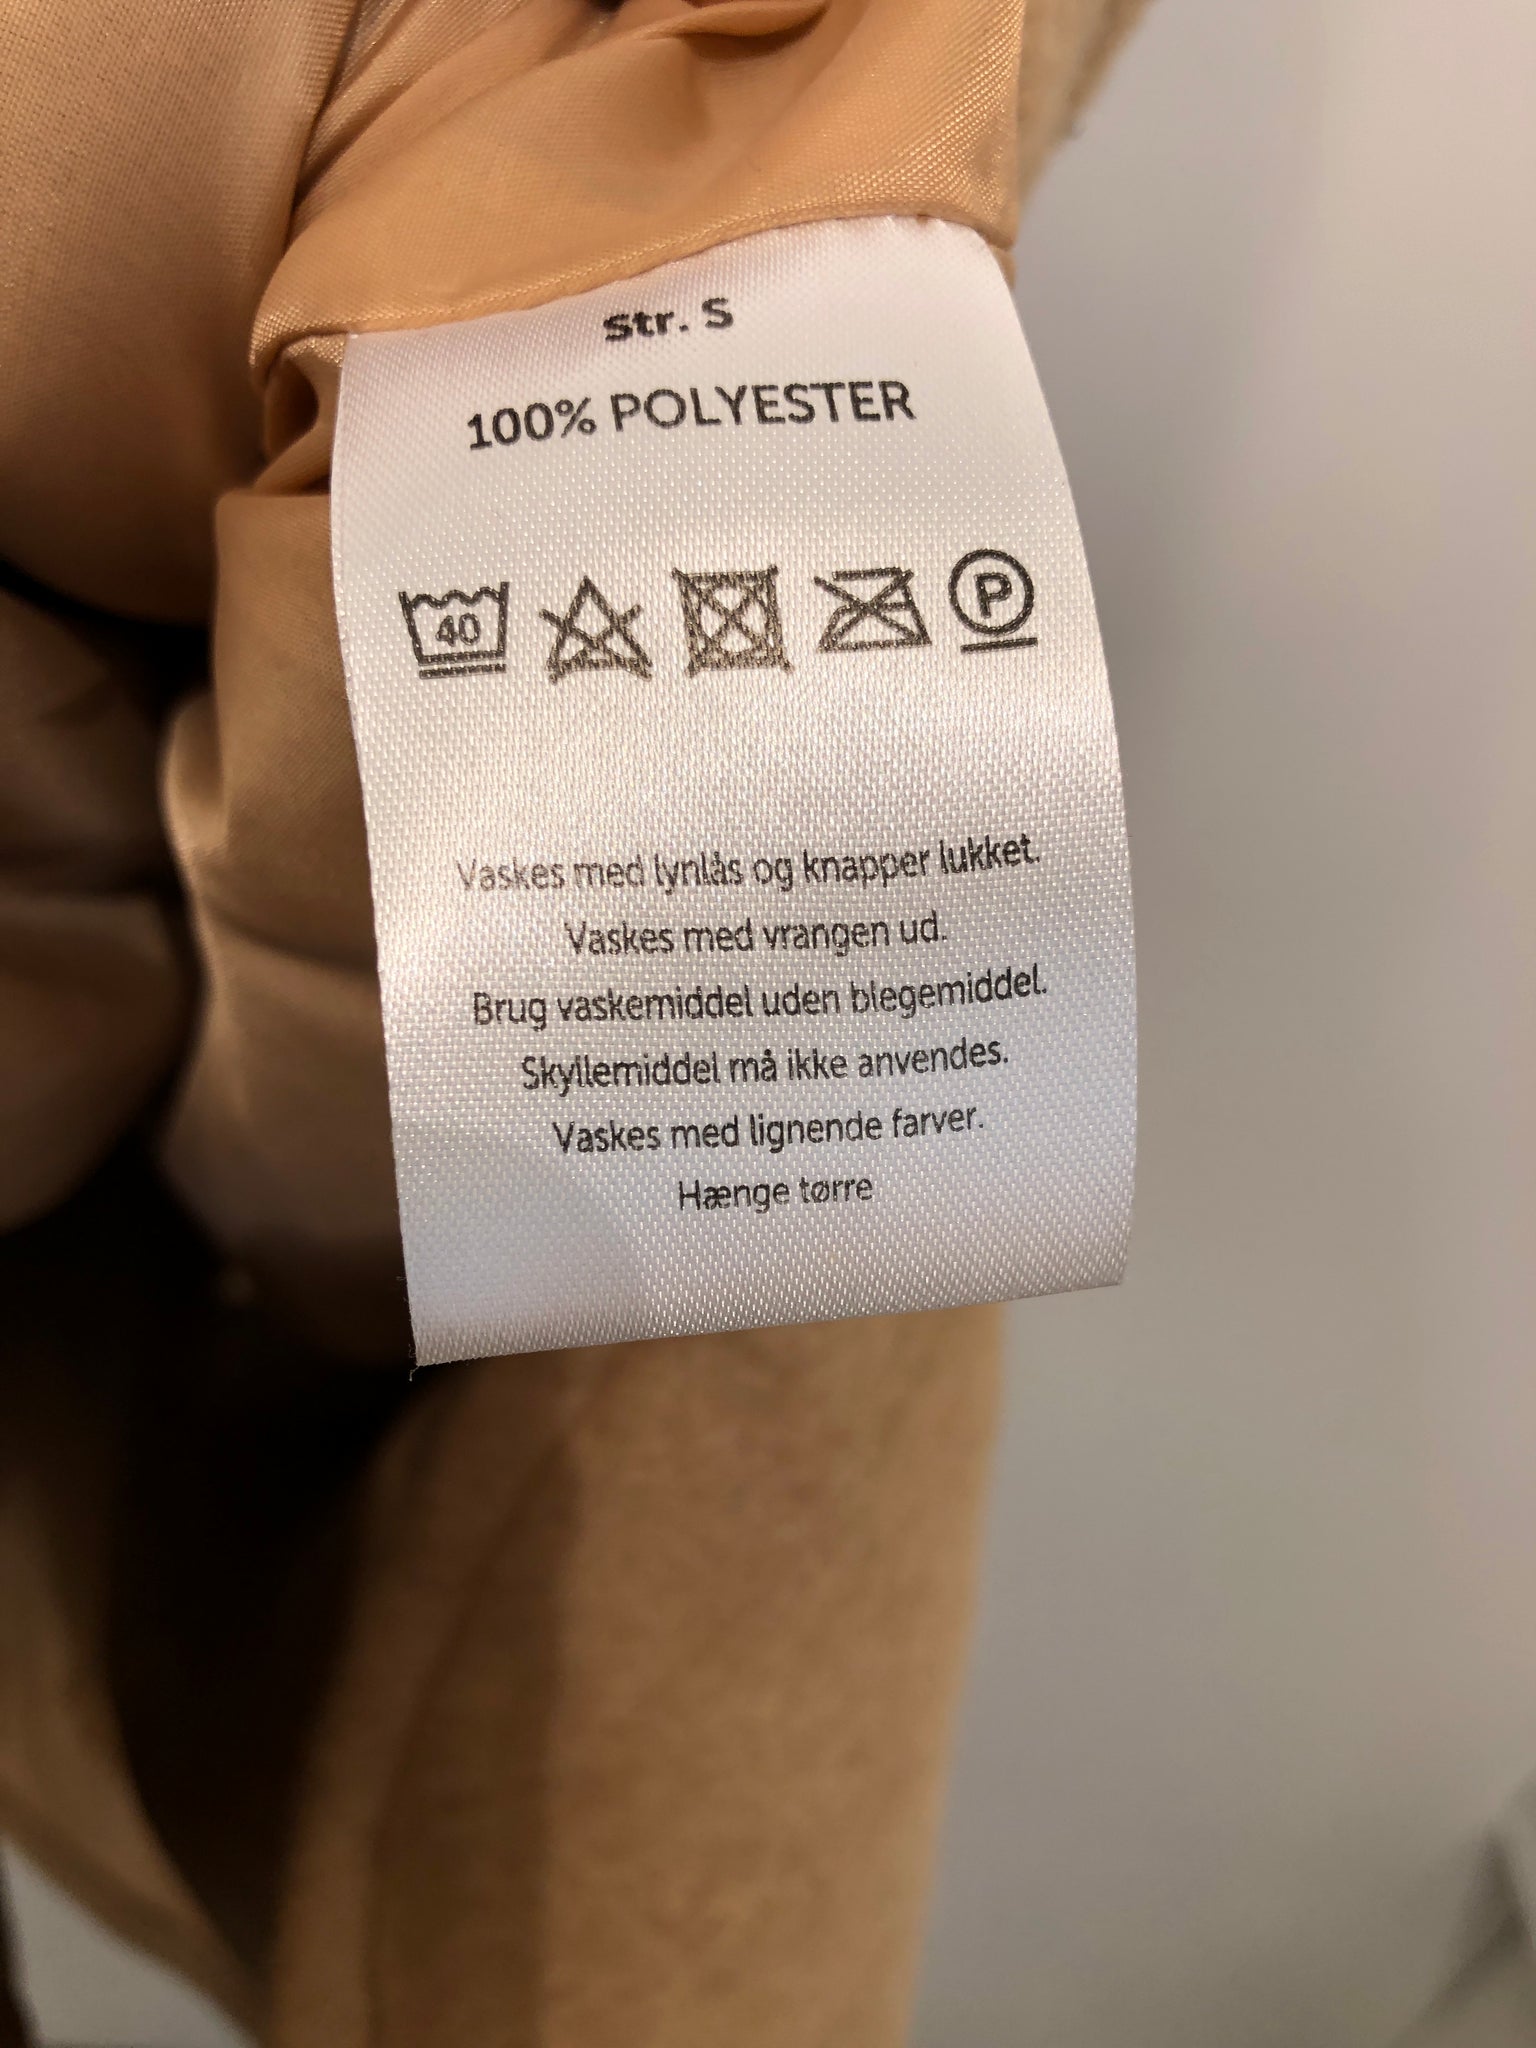 Str. S
100% POLYESTER
40 P
Vaskes med lynlås og knapper lukket.
Vaskes med vrangen ud.
Brug vaskemiddel uden blegemiddel.
Skyllemiddel må ikke anvendes.
Vaskes med lignende farver.
Hænge tørre